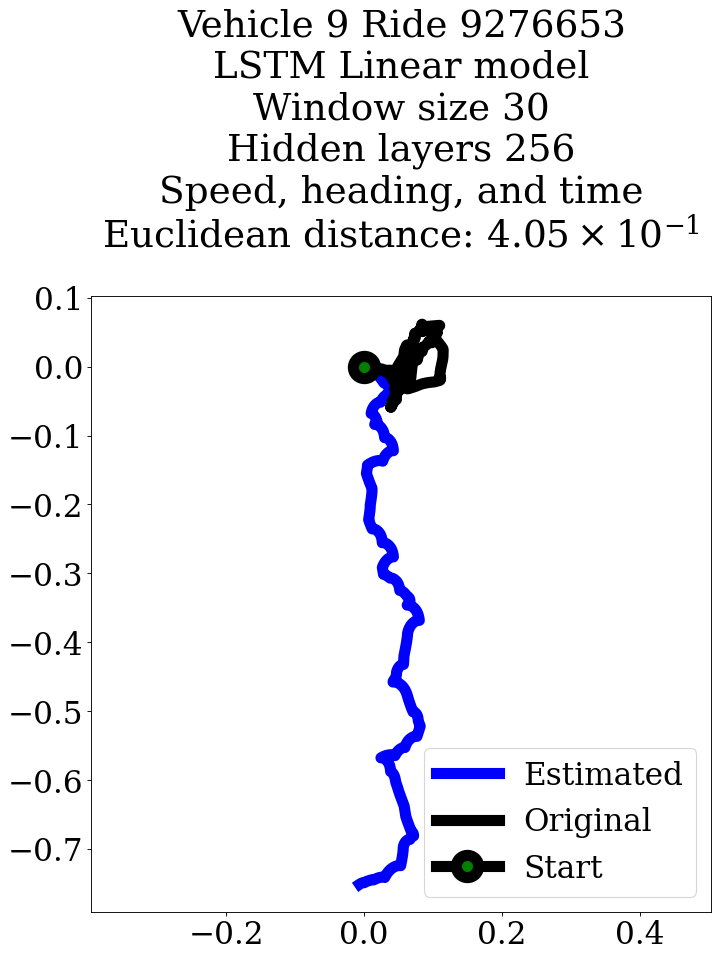 Vehicle 9 Ride 9276653
LSTM Linear model
Window size 30
Hidden layers 256
Speed, heading, and time
Euclidean distance: 4.05 × 10⁻¹
0.1
0.0
−0.1
−0.2
−0.3
−0.4
−0.5
−0.6
−0.7
Estimated
Original
Start
−0.2 0.0 0.2 0.4